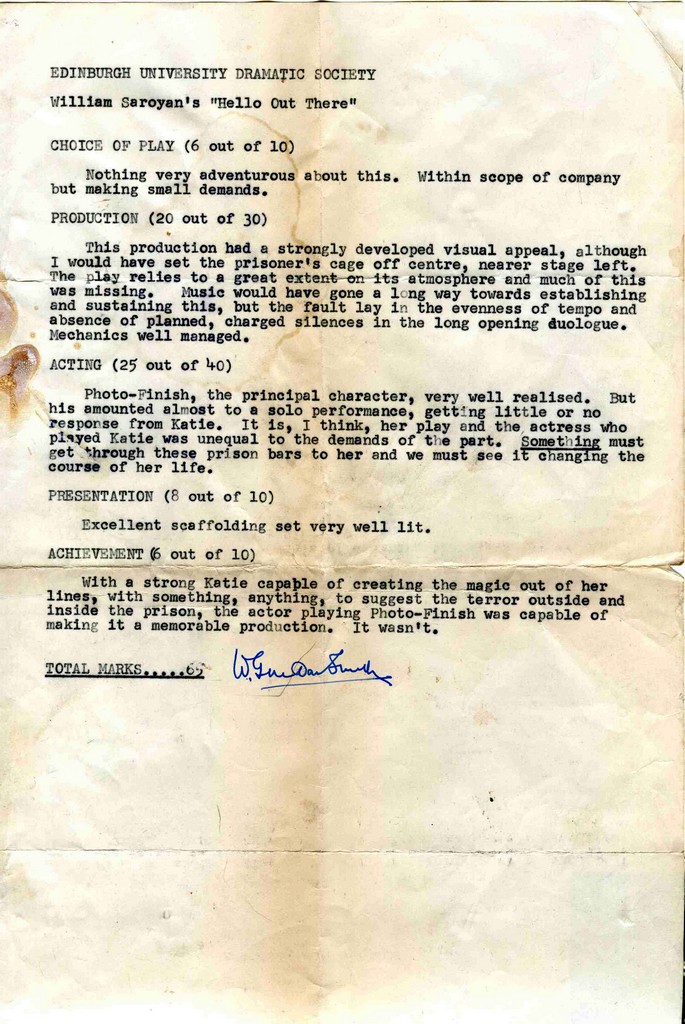 EDINBURGH UNIVERSITY DRAMATIC SOCIETY
William Saroyan's "Hello Out There"
CHOICE OF PLAY (6 out of 10)
Nothing very adventurous about this. Within scope of company
but making small demands.
PRODUCTION (20 out of 30)
This production had a strongly developed visual appeal, although
I would have set the prisoner's cage off centre, nearer stage left.
The play relies to a great extent on its atmosphere and much of this
was missing. Music would have gone a long way towards establishing
and sustaining this, but the fault lay in the evenness of tempo and
absence of planned, charged silences in the long opening duologue.
Mechanics well managed.
ACTING (25 out of 40)
Photo-Finish, the principal character, very well realised. But
his amounted almost to a solo performance, getting little or no
response from Katie. It is, I think, her play and the actress who
played Katie was unequal to the demands of the part. Something must
get through these prison bars to her and we must see it changing the
course of her life.
PRESENTATION (8 out of 10)
Excellent scaffolding set very well lit.
ACHIEVEMENT (6 out of 10)
With a strong Katie capable of creating the magic out of her
lines, with something, anything, to suggest the terror outside and
inside the prison, the actor playing Photo-Finish was capable of
making it a memorable production. It wasn't.
TOTAL MARKS.....65 W.